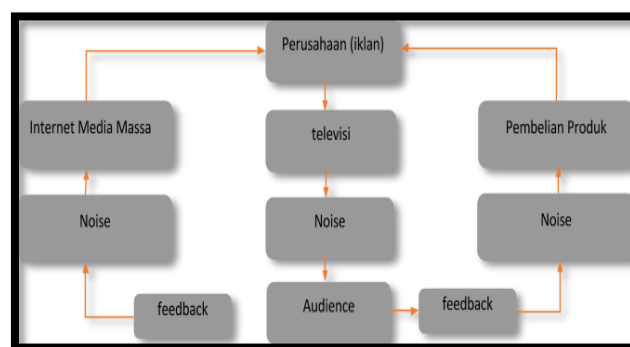 Perusahaan (iklan)
Internet Media Massa
televisi
Pembelian Produk
Noise
Noise
Noise
feedback
Audience
feedback